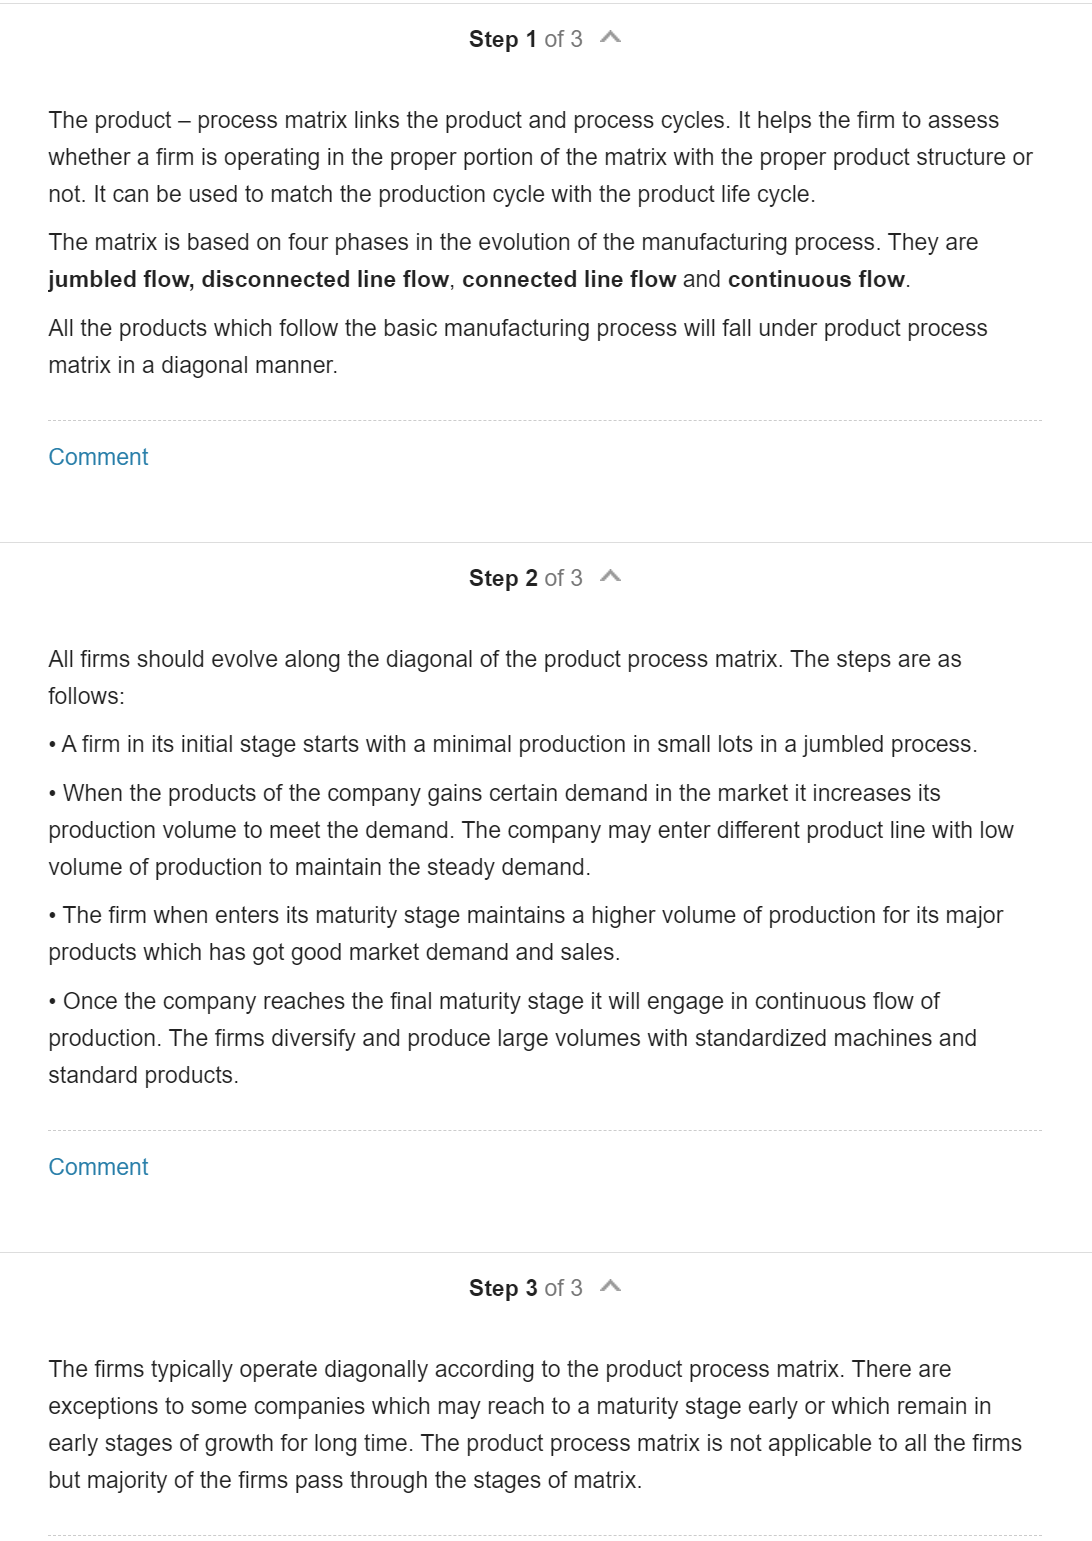 Step 1 of 3
The product – process matrix links the product and process cycles. It helps the firm to assess
whether a firm is operating in the proper portion of the matrix with the proper product structure or
not. It can be used to match the production cycle with the product life cycle.
The matrix is based on four phases in the evolution of the manufacturing process. They are
jumbled flow, disconnected line flow, connected line flow and continuous flow.
All the products which follow the basic manufacturing process will fall under product process
matrix in a diagonal manner.
Comment
Step 2 of 3
All firms should evolve along the diagonal of the product process matrix. The steps are as
follows:
• A firm in its initial stage starts with a minimal production in small lots in a jumbled process.
• When the products of the company gains certain demand in the market it increases its
production volume to meet the demand. The company may enter different product line with low
volume of production to maintain the steady demand.
• The firm when enters its maturity stage maintains a higher volume of production for its major
products which has got good market demand and sales.
• Once the company reaches the final maturity stage it will engage in continuous flow of
production. The firms diversify and produce large volumes with standardized machines and
standard products.
Comment
Step 3 of 3
The firms typically operate diagonally according to the product process matrix. There are
exceptions to some companies which may reach to a maturity stage early or which remain in
early stages of growth for long time. The product process matrix is not applicable to all the firms
but majority of the firms pass through the stages of matrix.